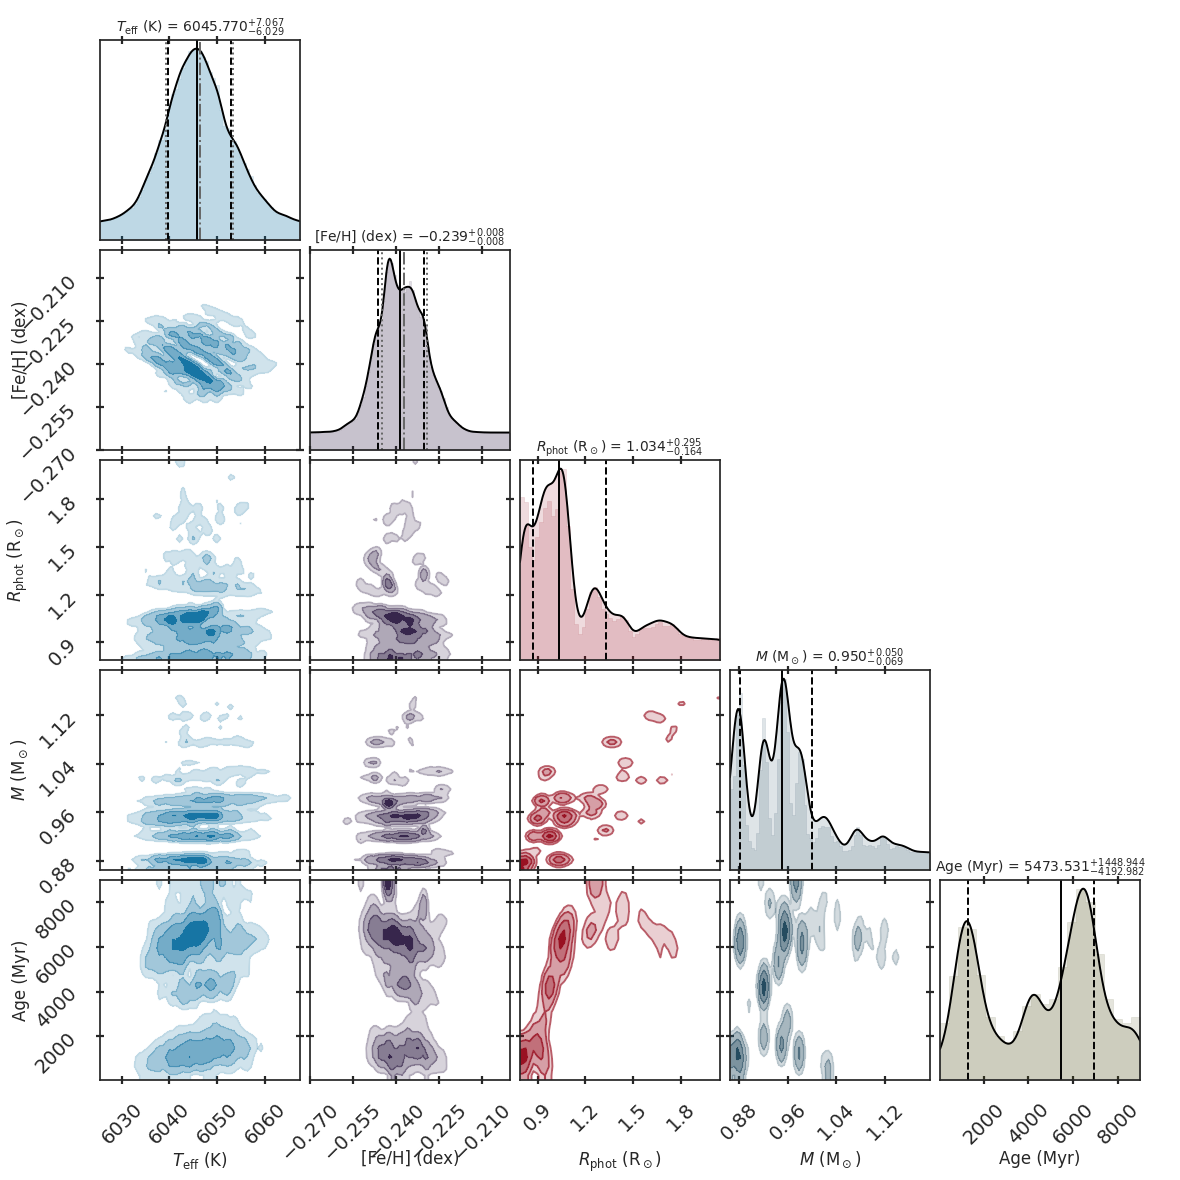 T_eff (K) = 6045.770^{+7.067}_{−6.029}
[Fe/H] (dex) = −0.239^{+0.008}_{−0.008}
−0.210
−0.225
−0.240
−0.255
−0.270
[Fe/H] (dex)
R_phot (R_⊙) = 1.034^{+0.295}_{−0.164}
1.8
1.5
1.2
0.9
R_phot (R_⊙)
M (M_⊙) = 0.950^{+0.050}_{−0.069}
1.12
1.04
0.96
0.88
M (M_⊙)
Age (Myr) = 5473.531^{+1448.944}_{−4192.982}
8000
6000
4000
2000
Age (Myr)
6030 6040 6050 6060
−0.270 −0.255 −0.240 −0.225 −0.210
0.9 1.2 1.5 1.8
0.88 0.96 1.04 1.12
2000 4000 6000 8000
T_eff (K) [Fe/H] (dex) R_phot (R_⊙) M (M_⊙) Age (Myr)